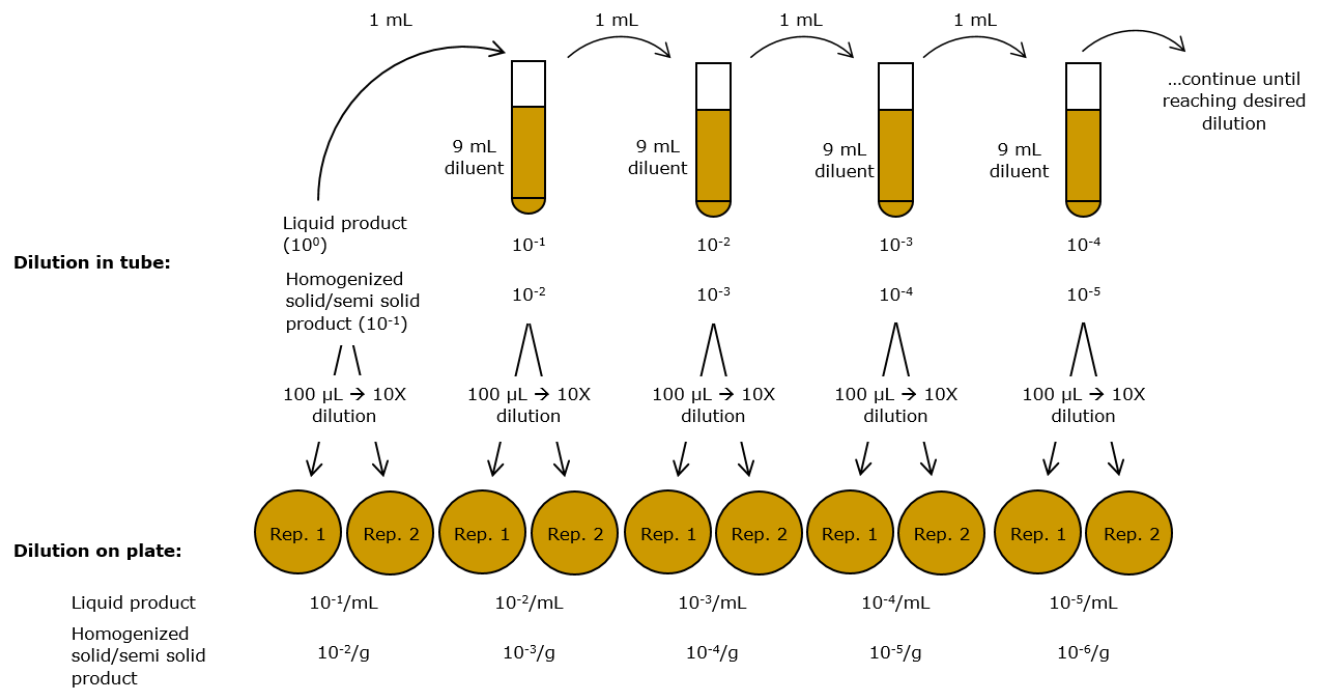 1 mL
1 mL
1 mL
1 mL
...continue until
reaching desired
dilution
9 mL
diluent
9 mL
diluent
9 mL
diluent
9 mL
diluent
Liquid product
(10⁰)
Dilution in tube:
10⁻¹
10⁻²
10⁻³
10⁻⁴
Homogenized
solid/semi solid
product (10⁻¹)
10⁻²
10⁻³
10⁻⁴
10⁻⁵
100 µL → 10X
dilution
100 µL → 10X
dilution
100 µL → 10X
dilution
100 µL → 10X
dilution
100 µL → 10X
dilution
Dilution on plate:
Rep. 1
Rep. 2
Rep. 1
Rep. 2
Rep. 1
Rep. 2
Rep. 1
Rep. 2
Rep. 1
Rep. 2
Liquid product
10⁻¹/mL
10⁻²/mL
10⁻³/mL
10⁻⁴/mL
10⁻⁵/mL
Homogenized
solid/semi solid
product
10⁻²/g
10⁻³/g
10⁻⁴/g
10⁻⁵/g
10⁻⁶/g